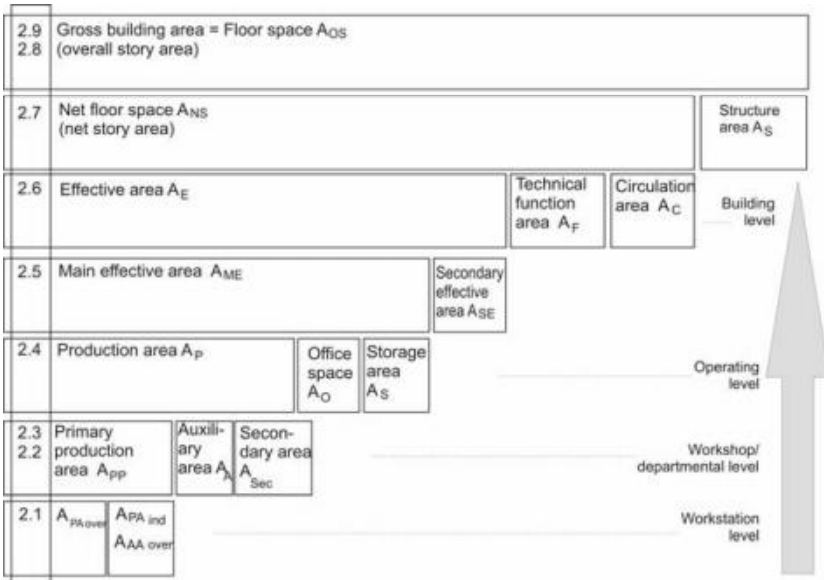 2.9 Gross building area = Floor space AOS
2.8 (overall story area)
2.7 Net floor space ANS
(net story area)
Structure
area AS
2.6 Effective area AE
Technical
function
area AF
Circulation
area AC
Building
level
2.5 Main effective area AME
Secondary
effective
area ASE
2.4 Production area AP
Office
space
AO
Storage
area
AS
Operating
level
2.3 Primary
2.2 production
area APP
Auxili-
ary
area AA
Secon-
dary area
ASec
Workshop/
departmental level
2.1 APAover
APA ind
AAA over
Workstation
level